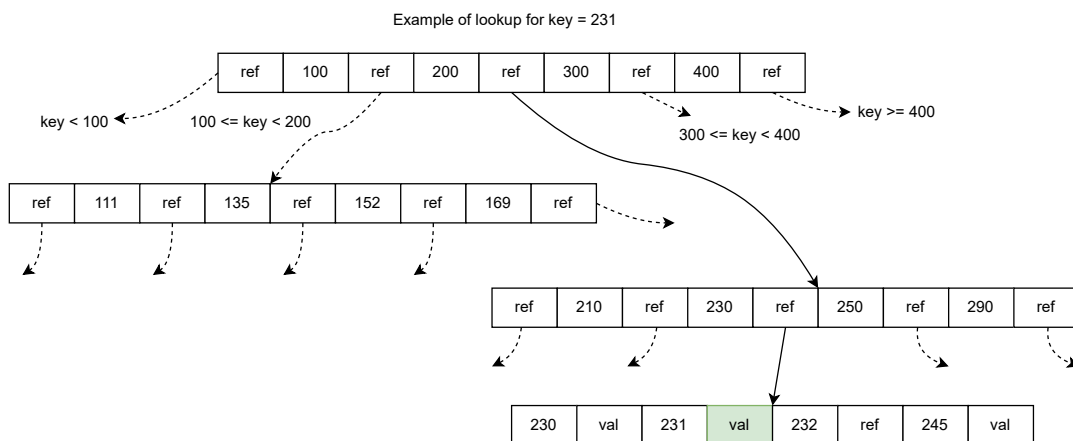 Example of lookup for key = 231
ref 100 ref 200 ref 300 ref 400 ref
key < 100
100 <= key < 200
300 <= key < 400
key >= 400
ref 111 ref 135 ref 152 ref 169 ref
ref 210 ref 230 ref 250 ref 290 ref
230 val 231 val 232 ref 245 val